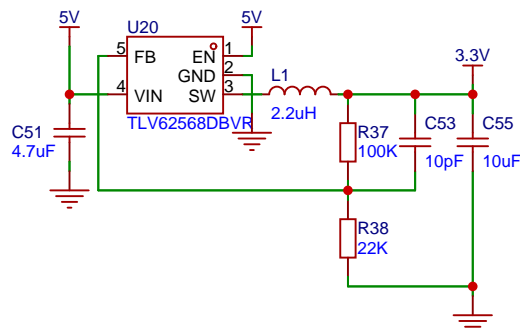 5V
5V
U20
5
FB
EN
1
GND
2
4
VIN
SW
3
TLV62568DBVR
C51
4.7uF
L1
2.2uH
3.3V
R37
100K
C53
10pF
C55
10uF
R38
22K